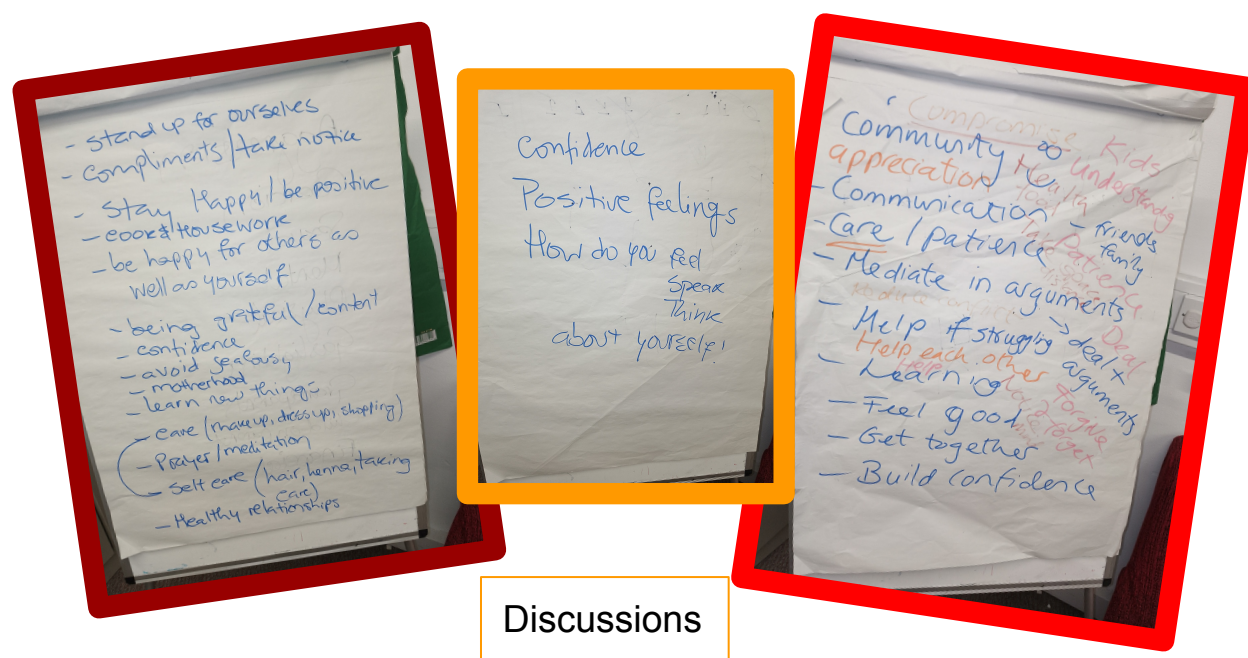 - stand up for ourselves
- compliments / take notice
- stay Happy / be positive
- cook & Housework
- be happy for others as
well as yourself
- being grateful / content
- confidence
- avoid jealousy
- motherhood
- learn new things
- care (makeup, dress up, shopping)
- Prayer / meditation
- self care (hair, henna, taking
care)
- Healthy relationships
Confidence
Positive feelings
How do you feel
Speak
Think
about yourself!
Compromise
Community
Kids
appreciation
Understanding
- Communication - friends
family
- Care / patience
Patience
- Mediate in arguments
→ deal
arguments
Deal
- Help if struggling
Help each other
Help
- Learning
Forgive
& Forget
- Feel good
- Get together
- Build confidence
Discussions